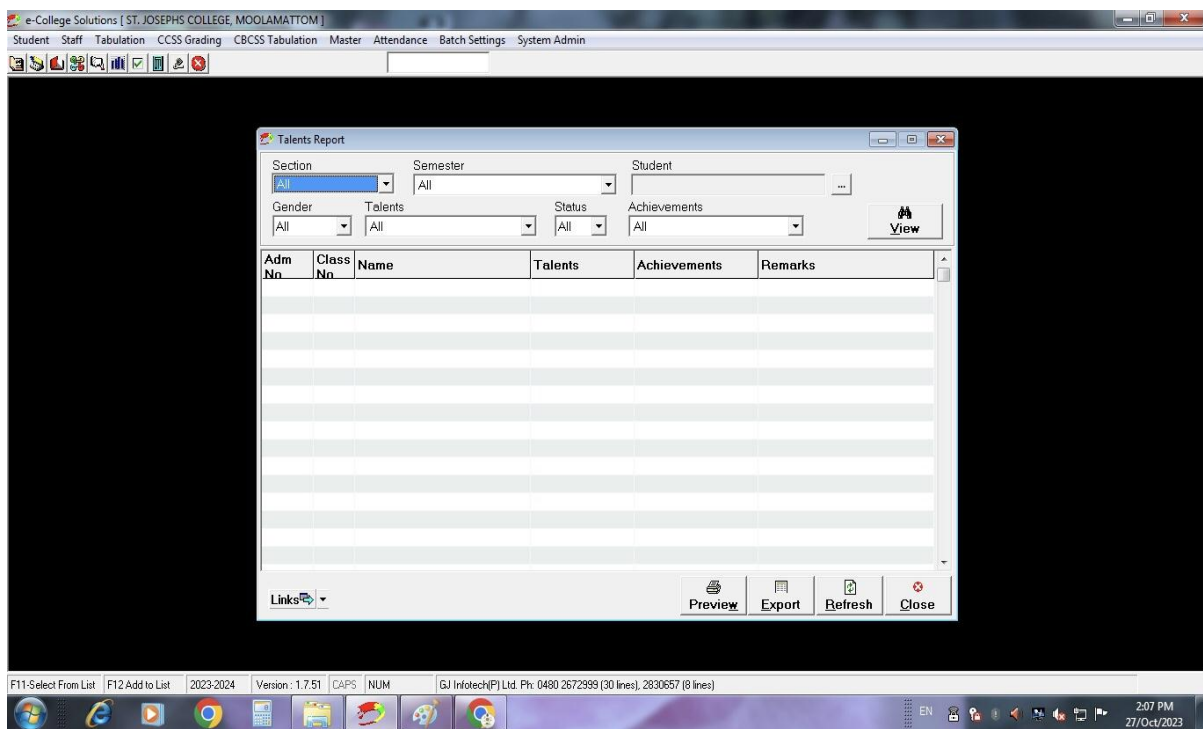 e-College Solutions [ ST. JOSEPHS COLLEGE, MOOLAMATTOM ]
Student Staff Tabulation CCSS Grading CBCSS Tabulation Master Attendance Batch Settings System Admin
Talents Report
Section Semester Student
All All ...
Gender Talents Status Achievements
All All All All View
Adm No Class No Name Talents Achievements Remarks
Links Preview Export Refresh Close
F11-Select From List F12 Add to List 2023-2024 Version : 1.7.51 CAPS NUM GJ Infotech(P) Ltd. Ph: 0480 2672999 (30 lines), 2830657 (8 lines)
EN 2:07 PM
27/Oct/2023